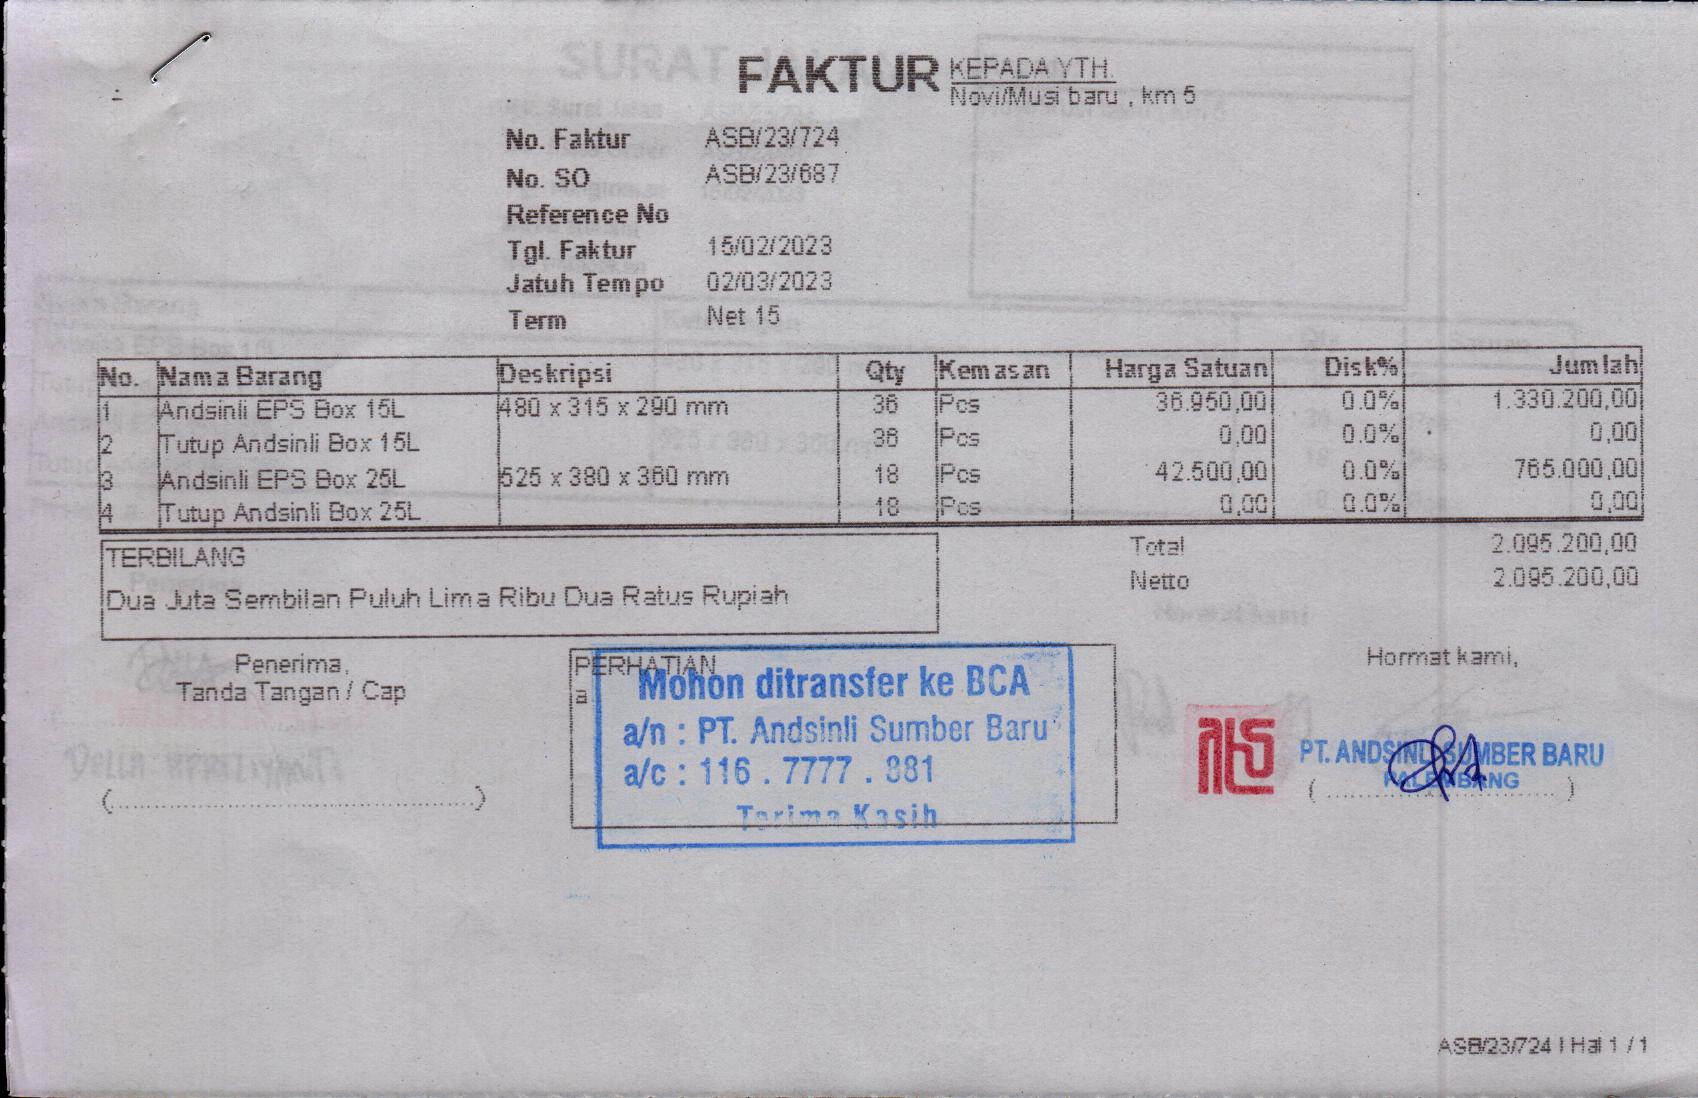 FAKTUR
KEPADA YTH.
Novi/Musi baru , km 5
No. Faktur ASB/23/724
No. SO ASB/23/687
Reference No
Tgl. Faktur 15/02/2023
Jatuh Tempo 02/03/2023
Term Net 15
No. Nama Barang Deskripsi Qty Kemasan Harga Satuan Disk% Jumlah
1 Andsinli EPS Box 15L 480 x 315 x 290 mm 36 Pcs 36.950,00 0.0% 1.330.200,00
2 Tutup Andsinli Box 15L 36 Pcs 0,00 0.0% 0,00
3 Andsinli EPS Box 25L 525 x 380 x 360 mm 18 Pcs 42.500,00 0.0% 765.000,00
4 Tutup Andsinli Box 25L 18 Pcs 0,00 0.0% 0,00
TERBILANG
Dua Juta Sembilan Puluh Lima Ribu Dua Ratus Rupiah
Total 2.095.200,00
Netto 2.095.200,00
Penerima,
Tanda Tangan / Cap
(..........................................................)
PERHATIAN
a
Mohon ditransfer ke BCA
a/n : PT. Andsinli Sumber Baru
a/c : 116 . 7777 . 881
Terima Kasih
Hormat kami,
PT. ANDSINLI SUMBER BARU
PALEMBANG
(....................................)
ASB/23/724 | Hal 1 / 1